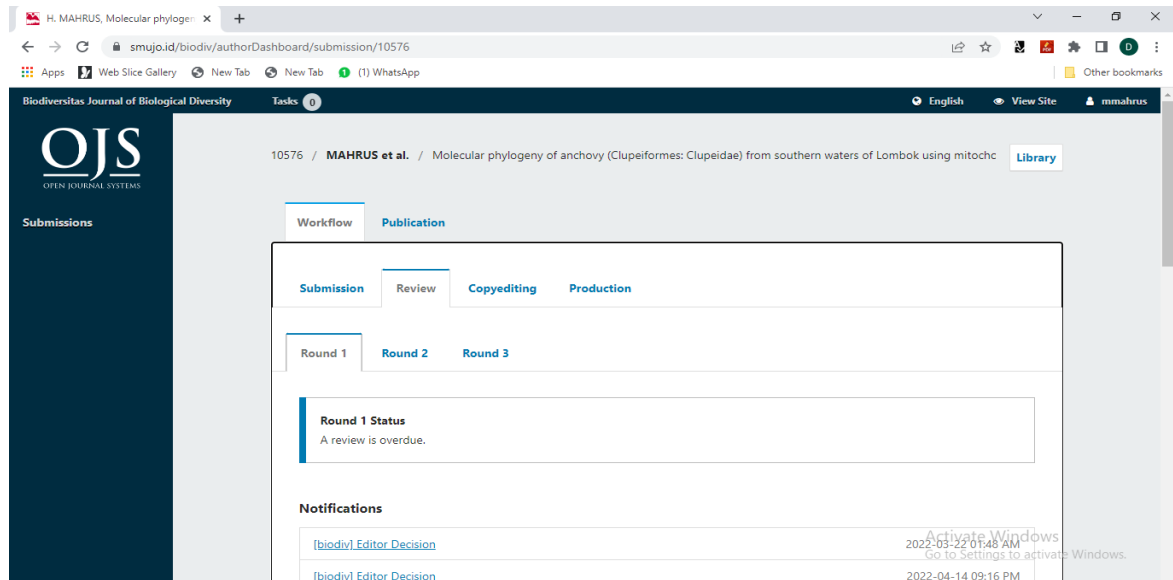 H. MAHRUS, Molecular phylogen
smujo.id/biodiv/authorDashboard/submission/10576
D
Apps Web Slice Gallery New Tab New Tab (1) WhatsApp Other bookmarks
Biodiversitas Journal of Biological Diversity Tasks 0 English View Site mmahrus
OJS
OPEN JOURNAL SYSTEMS
10576 / MAHRUS et al. / Molecular phylogeny of anchovy (Clupeiformes: Clupeidae) from southern waters of Lombok using mitochc Library
Submissions
Workflow Publication
Submission Review Copyediting Production
Round 1 Round 2 Round 3
Round 1 Status
A review is overdue.
Notifications
[biodiv] Editor Decision 2022-03-22 01:48 AM
Activate Windows
Go to Settings to activate Windows.
[biodiv] Editor Decision 2022-04-14 09:16 PM